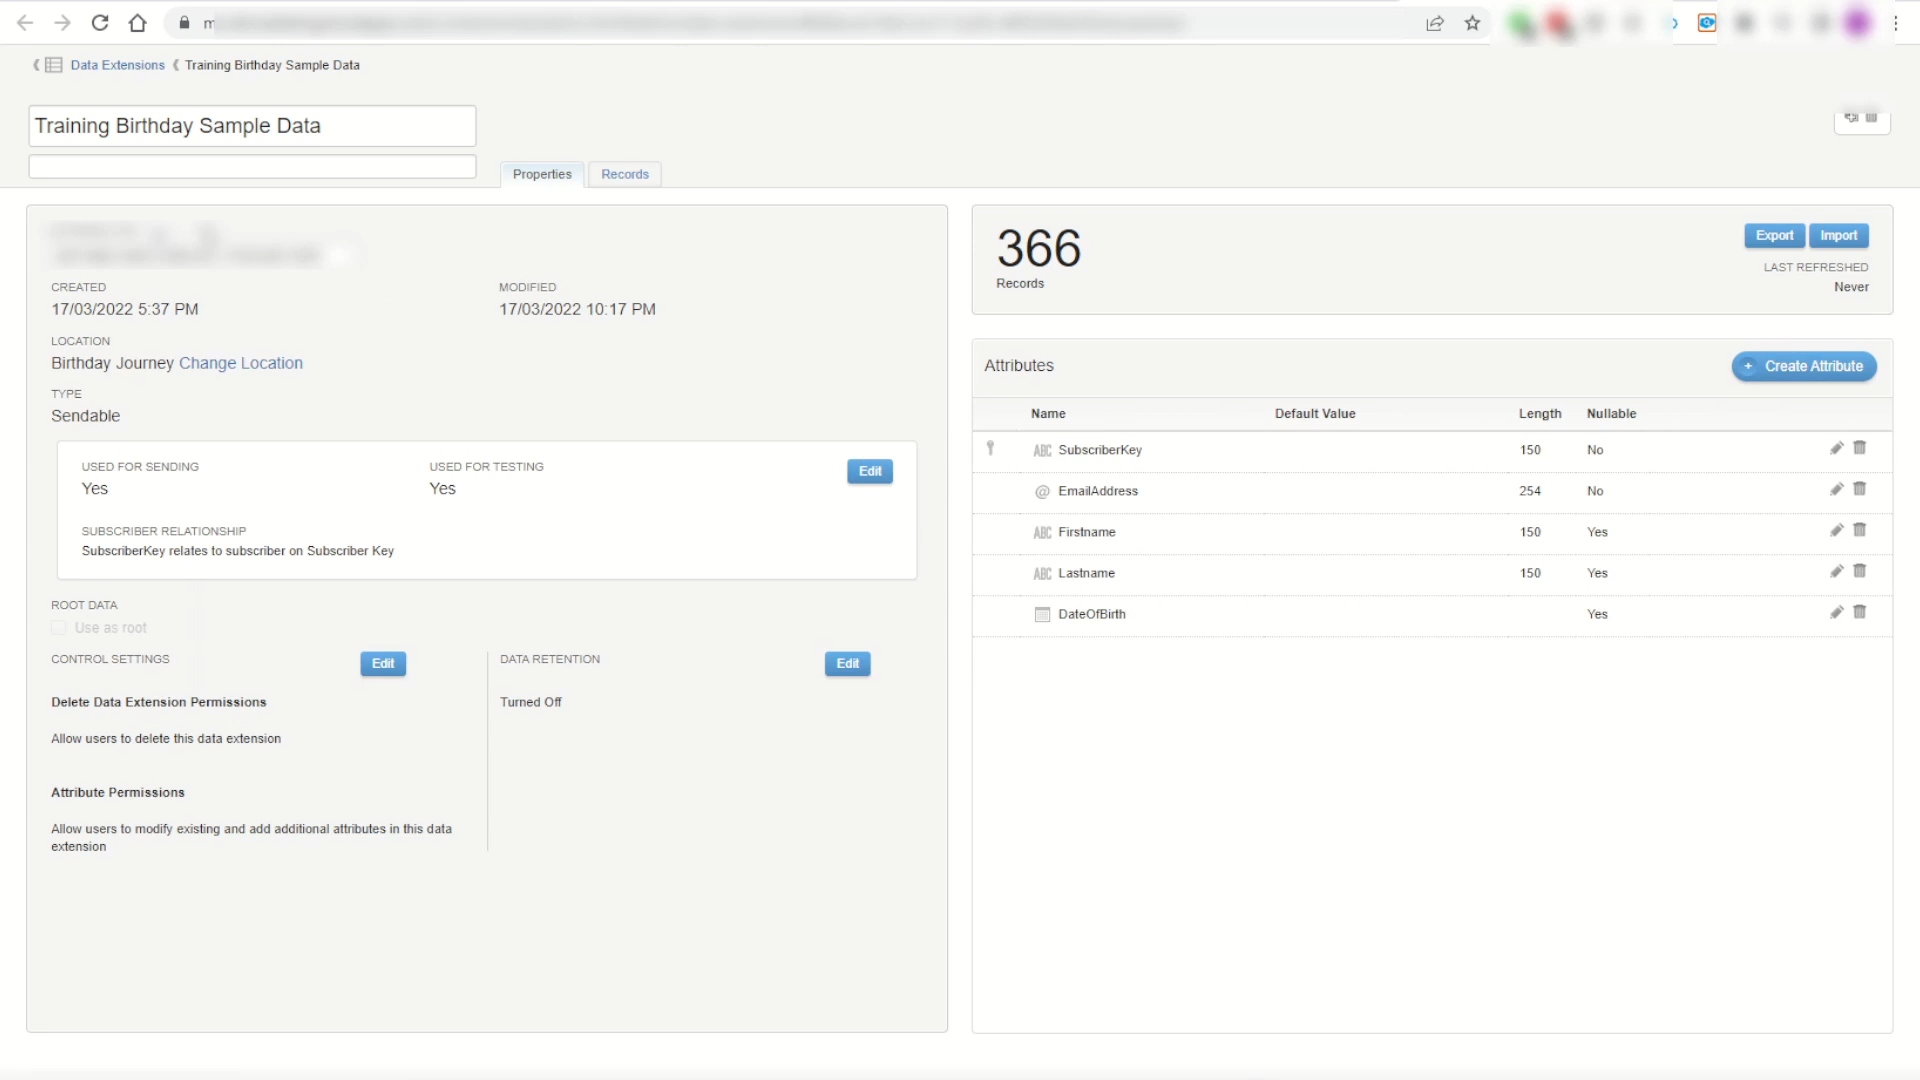 Data Extensions
Training Birthday Sample Data
Training Birthday Sample Data
Properties
Records
CREATED
17/03/2022 5:37 PM
MODIFIED
17/03/2022 10:17 PM
LOCATION
Birthday Journey Change Location
TYPE
Sendable
USED FOR SENDING
Yes
USED FOR TESTING
Yes
Edit
SUBSCRIBER RELATIONSHIP
SubscriberKey relates to subscriber on Subscriber Key
ROOT DATA
Use as root
CONTROL SETTINGS
Edit
Delete Data Extension Permissions
Allow users to delete this data extension
Attribute Permissions
Allow users to modify existing and add additional attributes in this data
extension
DATA RETENTION
Edit
Turned Off
366
Records
Export Import
LAST REFRESHED
Never
Attributes
+ Create Attribute
Name Default Value Length Nullable
ABC SubscriberKey 150 No
@ EmailAddress 254 No
ABC Firstname 150 Yes
ABC Lastname 150 Yes
DateOfBirth Yes